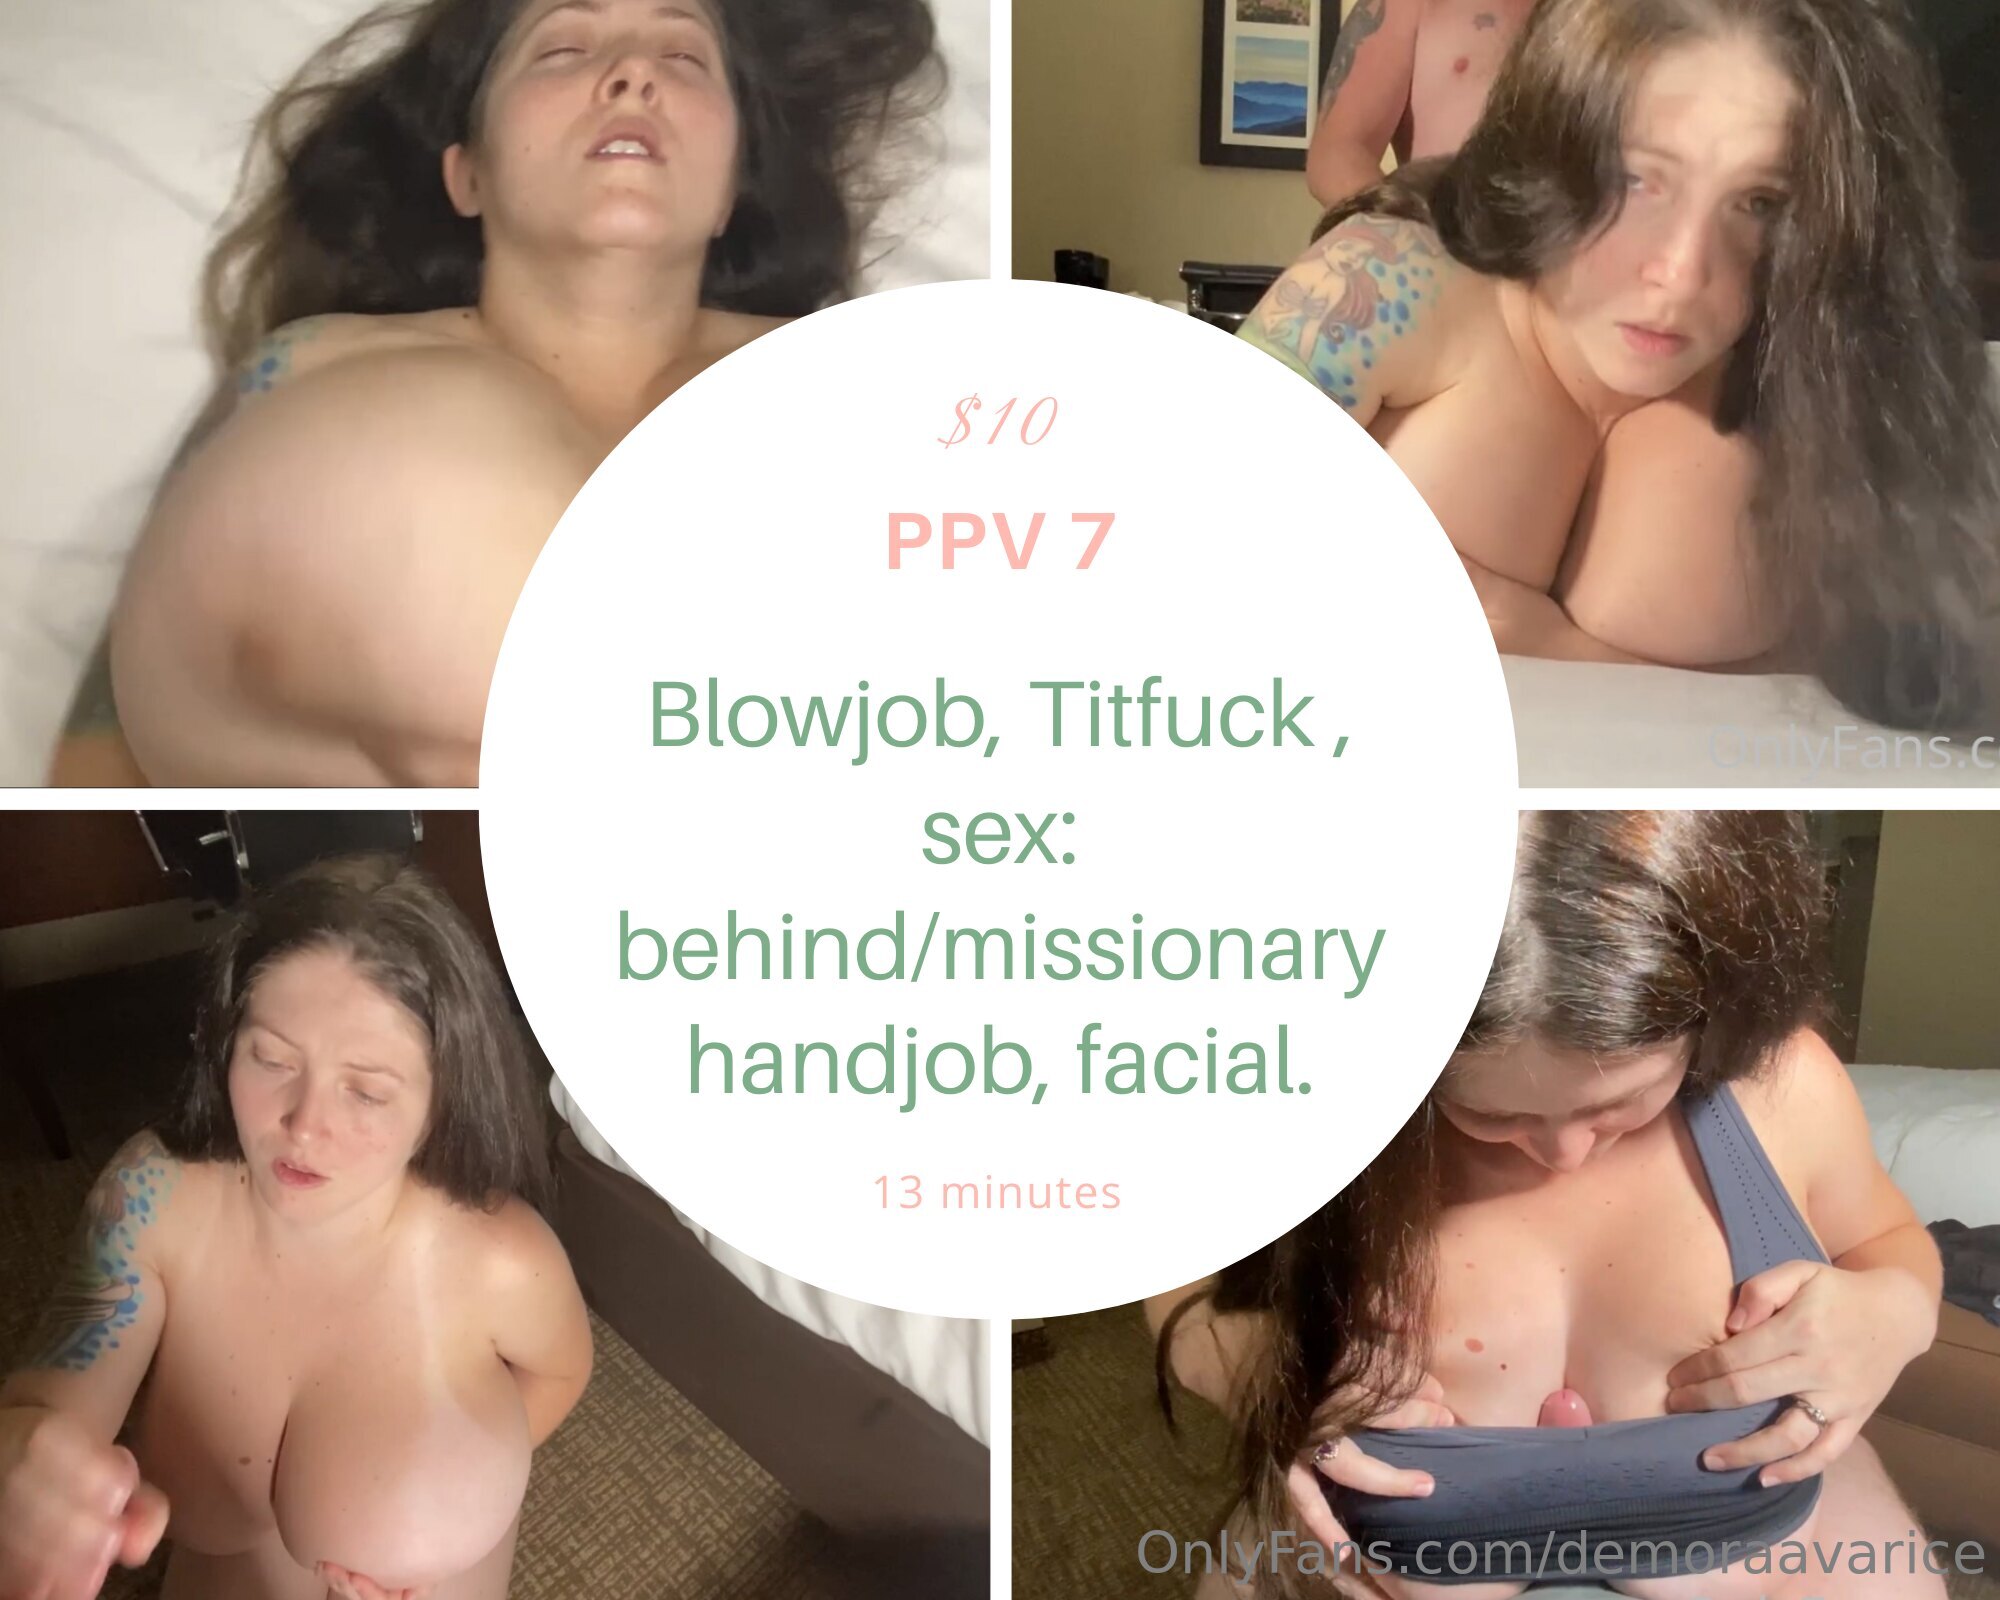 $10
PPV 7
Blowjob, Titfuck ,
sex:
behind/missionary
handjob, facial.
13 minutes
OnlyFans.c
OnlyFans.com/demoraavarice